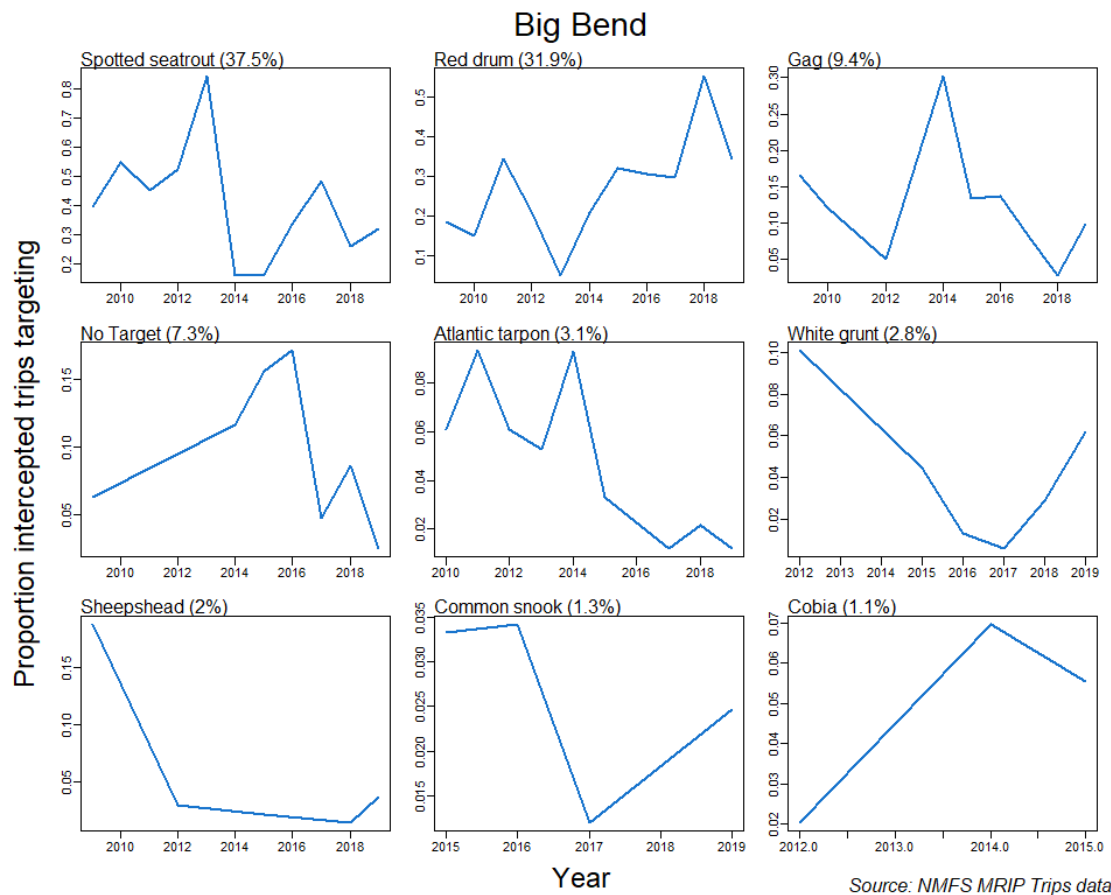 Big Bend
Spotted seatrout (37.5%)
0.2 0.3 0.4 0.5 0.6 0.7 0.8
2010 2012 2014 2016 2018
Red drum (31.9%)
0.1 0.2 0.3 0.4 0.5
2010 2012 2014 2016 2018
Gag (9.4%)
0.05 0.10 0.15 0.20 0.25 0.30
2010 2012 2014 2016 2018
No Target (7.3%)
0.05 0.10 0.15
2010 2012 2014 2016 2018
Atlantic tarpon (3.1%)
0.02 0.04 0.06 0.08
2010 2012 2014 2016 2018
White grunt (2.8%)
0.02 0.04 0.06 0.08 0.10
2012 2013 2014 2015 2016 2017 2018 2019
Sheepshead (2%)
0.05 0.10 0.15
2010 2012 2014 2016 2018
Common snook (1.3%)
0.015 0.020 0.025 0.030 0.035
2015 2016 2017 2018 2019
Cobia (1.1%)
0.02 0.03 0.04 0.05 0.06 0.07
2012.0 2013.0 2014.0 2015.0
Proportion intercepted trips targeting
Year
Source: NMFS MRIP Trips data